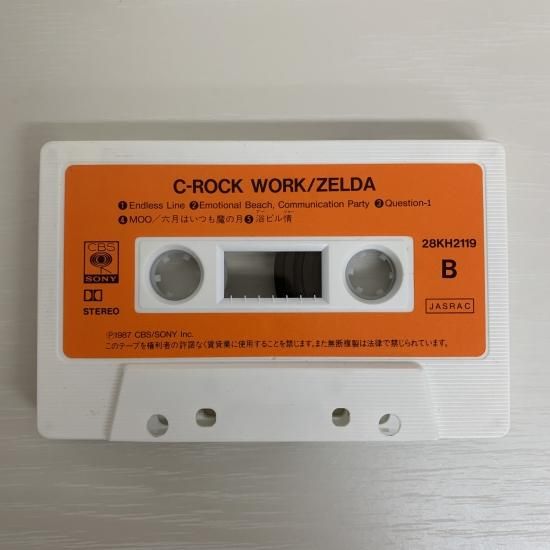 C-ROCK WORK/ZELDA
❶Endless Line ❷Emotional Beach, Communication Party ❸Question-1
❹MOO／六月はいつも魔の月❺浴ビル情
CBS
SONY
STEREO
28KH2119
B
JASRAC
Ⓟ1987 CBS/SONY Inc.
このテープを権利者の許諾なく賃貸業に使用することを禁じます。また無断複製は法律で禁じられています。